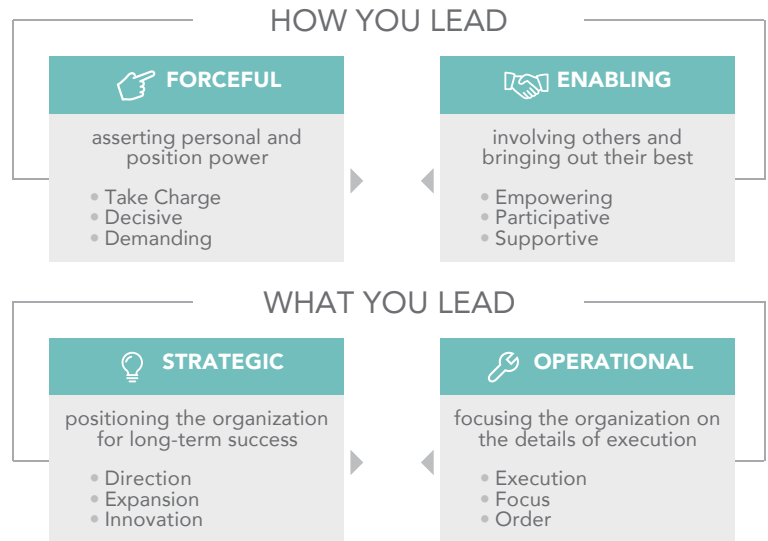 HOW YOU LEAD
FORCEFUL
asserting personal and
position power
• Take Charge
• Decisive
• Demanding
ENABLING
involving others and
bringing out their best
• Empowering
• Participative
• Supportive
WHAT YOU LEAD
STRATEGIC
positioning the organization
for long-term success
• Direction
• Expansion
• Innovation
OPERATIONAL
focusing the organization on
the details of execution
• Execution
• Focus
• Order